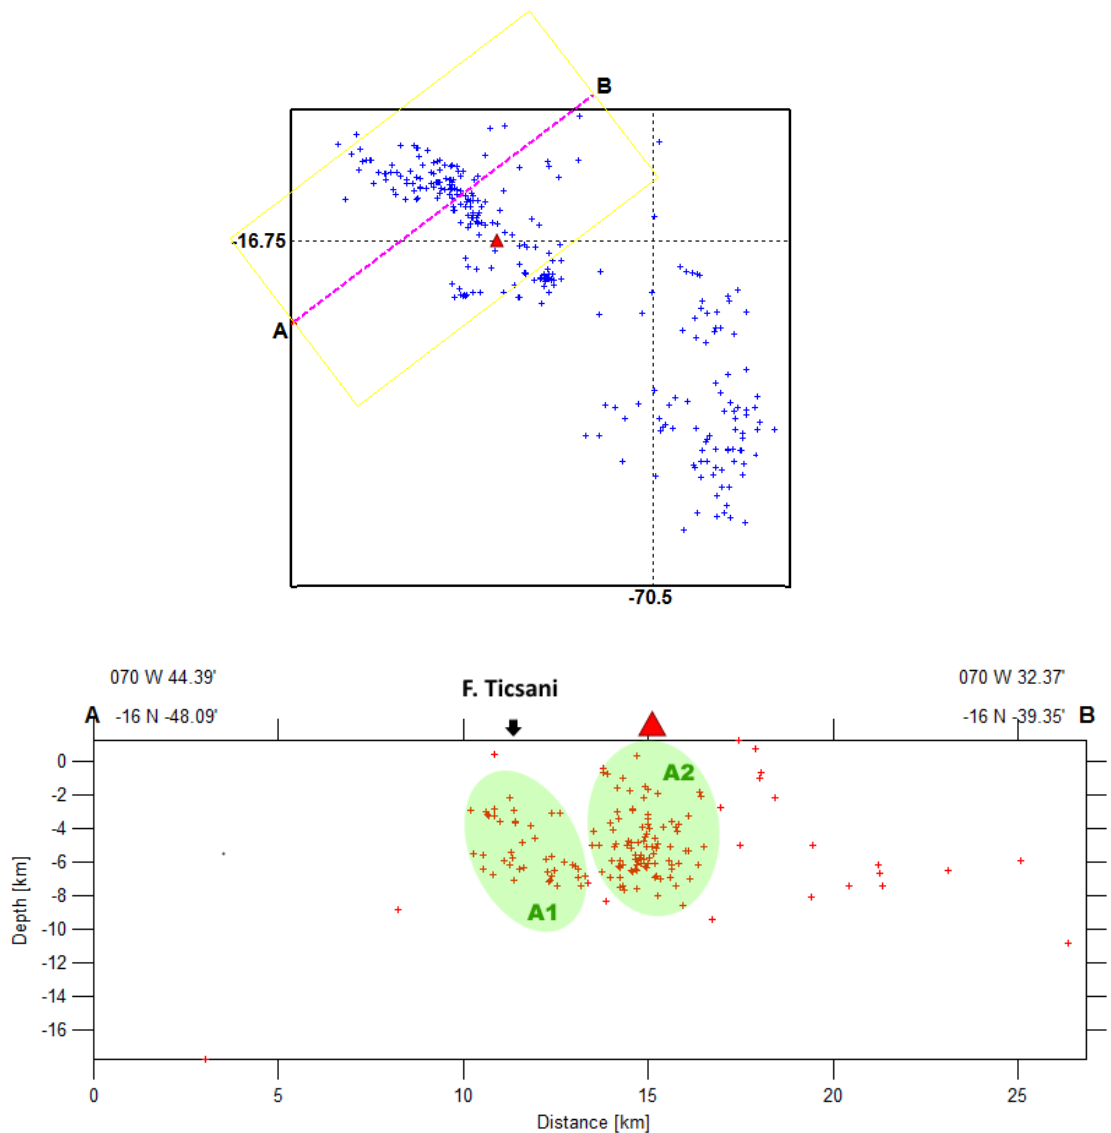 B
-16.75
A
-70.5
070 W 44.39'
070 W 32.37'
F. Ticsani
A
-16 N -48.09'
-16 N -39.35'
B
0
A2
-2
-4
-6
-8
A1
-10
-12
-14
-16
Depth [km]
0
5
10
15
20
25
Distance [km]